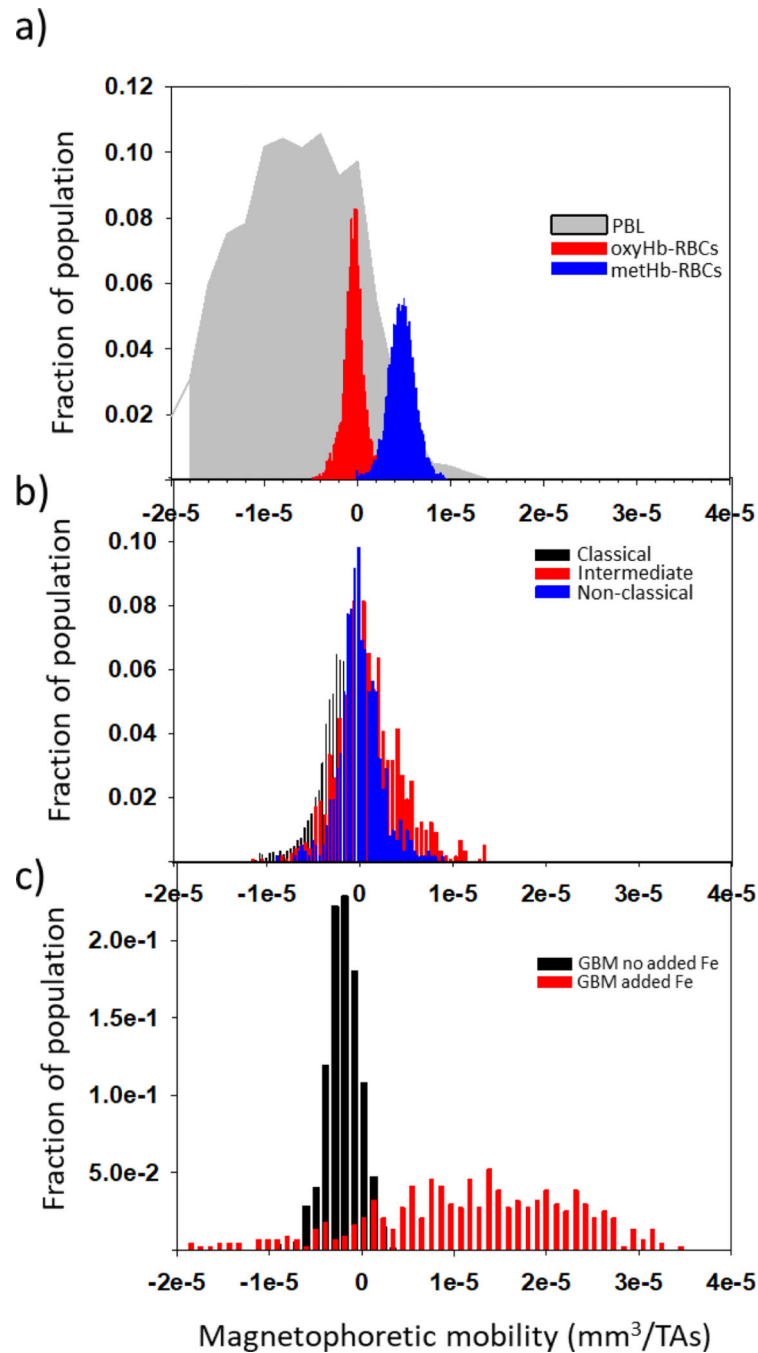 a)
0.12
0.10
0.08
0.06
0.04
0.02
Fraction of population
PBL
oxyHb-RBCs
metHb-RBCs
-2e-5 -1e-5 0 1e-5 2e-5 3e-5 4e-5
b)
0.10
0.08
0.06
0.04
0.02
Fraction of population
Classical
Intermediate
Non-classical
-2e-5 -1e-5 0 1e-5 2e-5 3e-5 4e-5
c)
2.0e-1
1.5e-1
1.0e-1
5.0e-2
Fraction of population
GBM no added Fe
GBM added Fe
-2e-5 -1e-5 0 1e-5 2e-5 3e-5 4e-5
Magnetophoretic mobility (mm³/TAs)